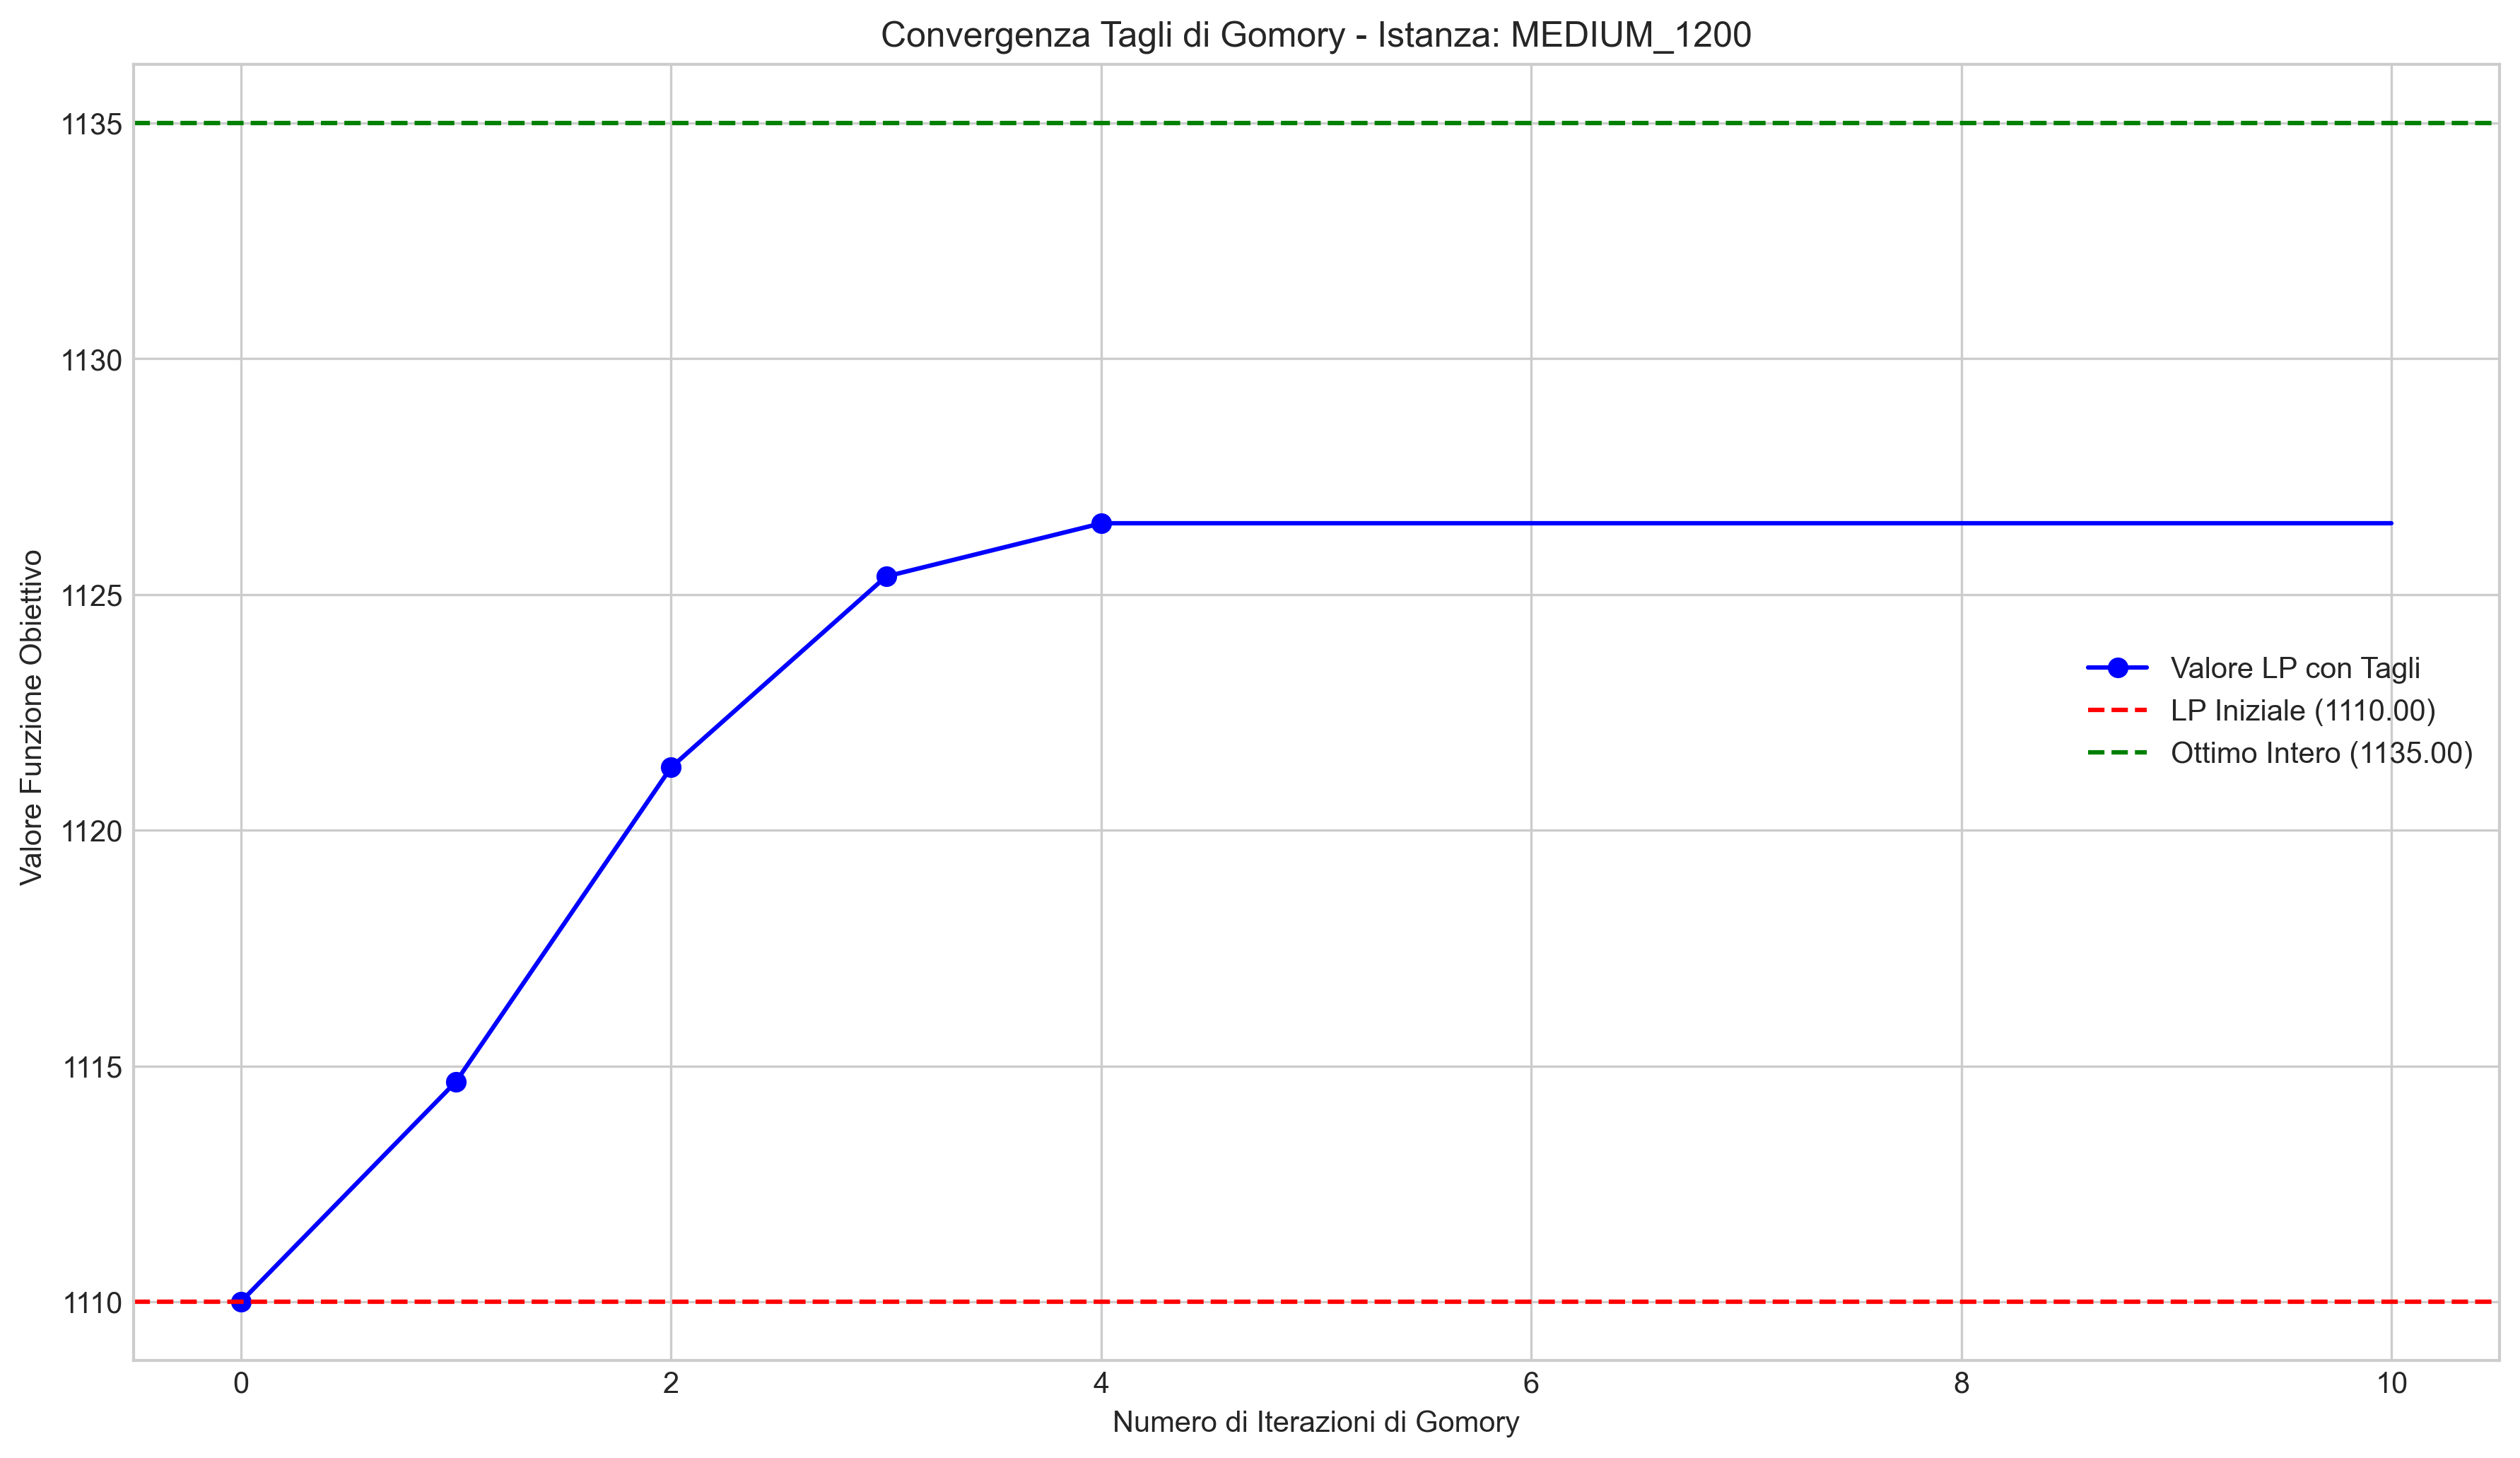 Convergenza Tagli di Gomory - Istanza: MEDIUM_1200
1135
1130
1125
1120
1115
1110
Valore Funzione Obiettivo
Valore LP con Tagli
LP Iniziale (1110.00)
Ottimo Intero (1135.00)
0 2 4 6 8 10
Numero di Iterazioni di Gomory